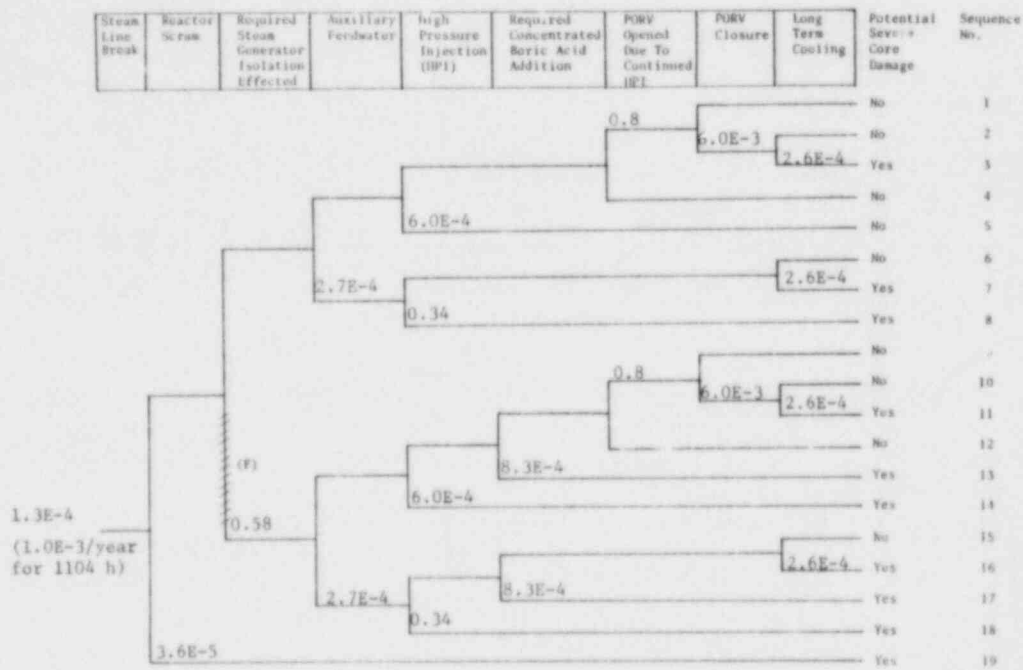 Steam Line Break
Reactor Scram
Required Steam Generator Isolation Effected
Auxiliary Feedwater
High Pressure Injection (HPI)
Required Concentrated Boric Acid Addition
PORV Opened Due To Continued HPI
PORV Closure
Long Term Cooling
Potential Severe Core Damage
Sequence No.
No 1
0.8
6.0E-3
No 2
2.6E-4
Yes 3
No 4
6.0E-4
No 5
No 6
2.7E-4
2.6E-4
Yes 7
0.34
Yes 8
No
0.8
6.0E-3
No 10
2.6E-4
Yes 11
No 12
(F)
8.3E-4
Yes 13
6.0E-4
Yes 14
1.3E-4
(1.0E-3/year
for 1104 h)
0.58
No 15
2.6E-4
Yes 16
2.7E-4
8.3E-4
Yes 17
0.34
Yes 18
3.6E-5
Yes 19